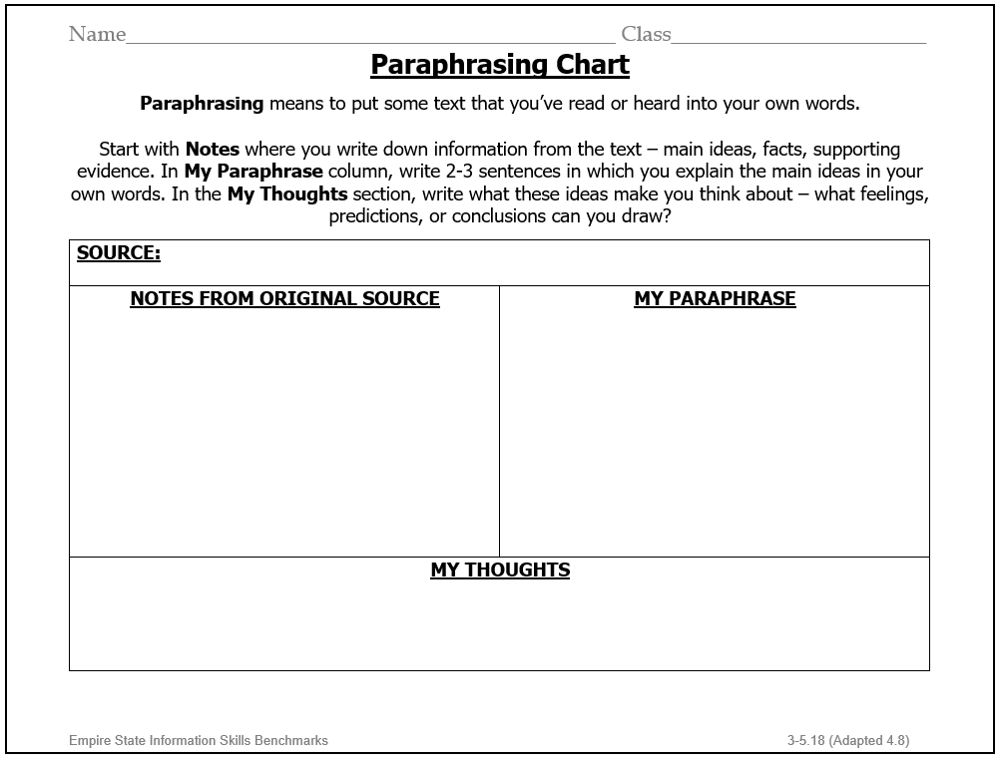 Name_____________________________________________ Class________________________
Paraphrasing Chart
Paraphrasing means to put some text that you’ve read or heard into your own words.
Start with Notes where you write down information from the text – main ideas, facts, supporting
evidence. In My Paraphrase column, write 2-3 sentences in which you explain the main ideas in your
own words. In the My Thoughts section, write what these ideas make you think about – what feelings,
predictions, or conclusions can you draw?
SOURCE:
NOTES FROM ORIGINAL SOURCE
MY PARAPHRASE
MY THOUGHTS
Empire State Information Skills Benchmarks
3-5.18 (Adapted 4.8)